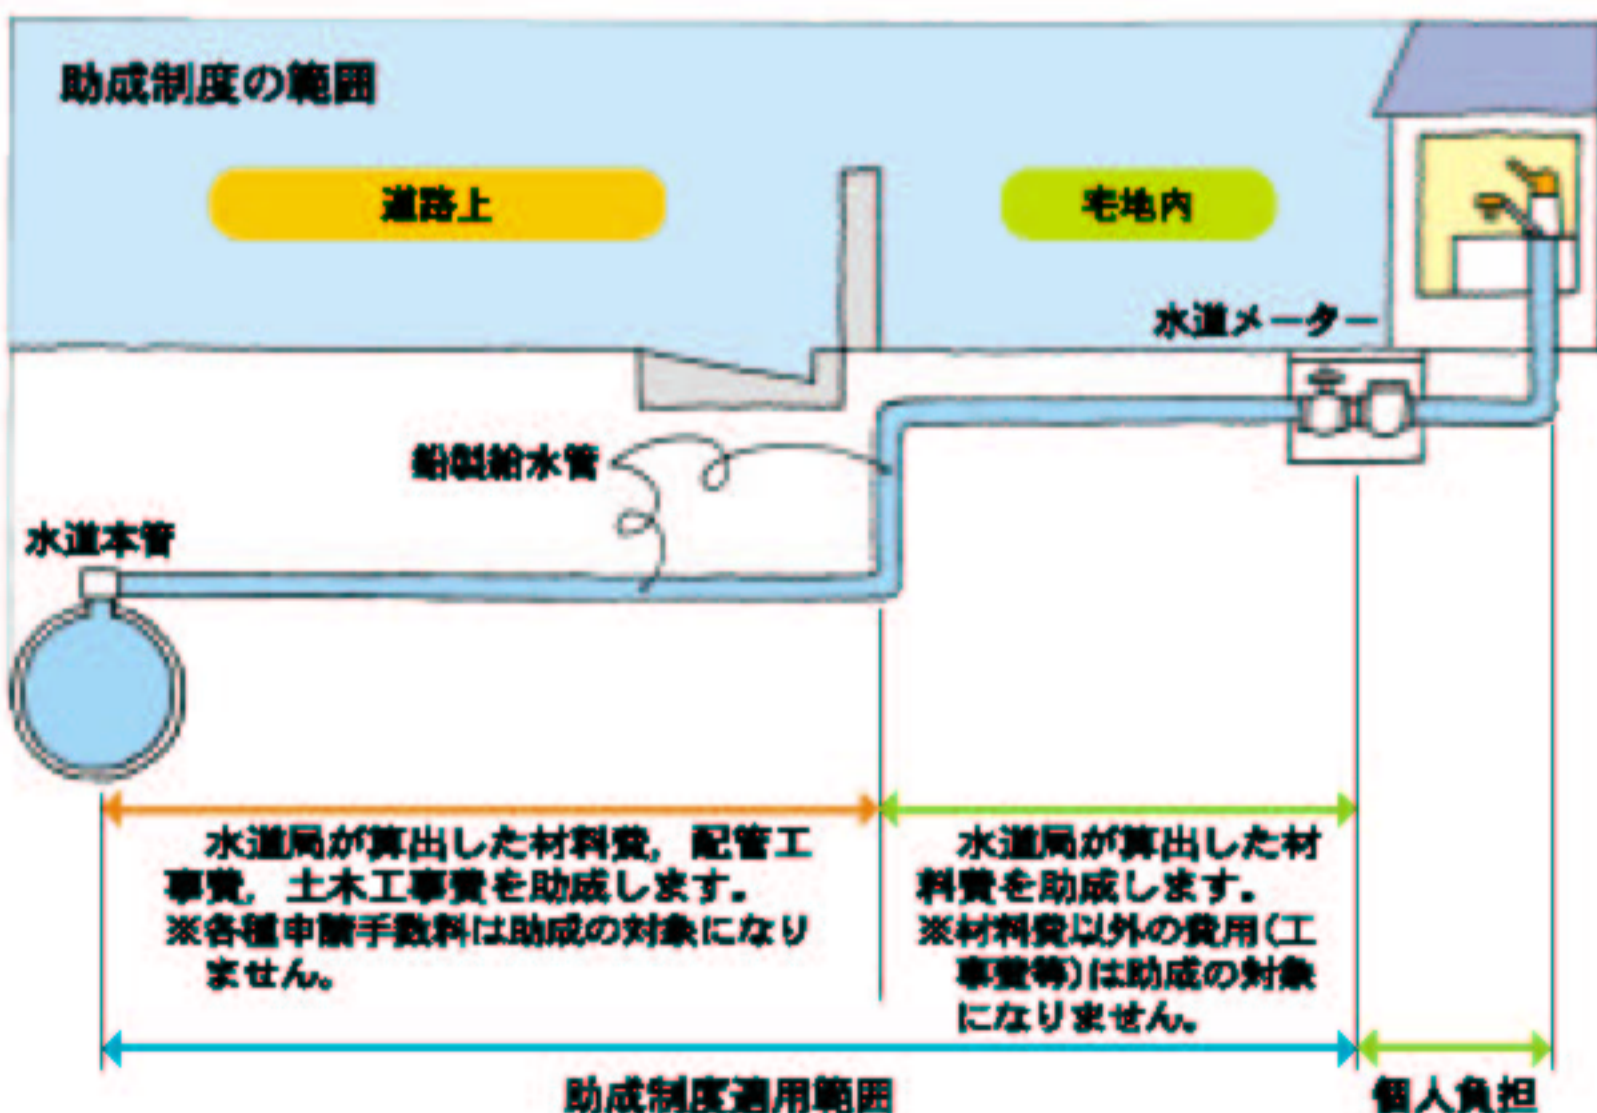 助成制度の範囲
道路上
宅地内
水道メーター
鉛製給水管
水道本管
水道局が算出した材料費，配管工
事費，土木工事費を助成します。
※各種申請手数料は助成の対象になり
ません。
水道局が算出した材
料費を助成します。
※材料費以外の費用（工
事費等）は助成の対象
になりません。
助成制度適用範囲
個人負担